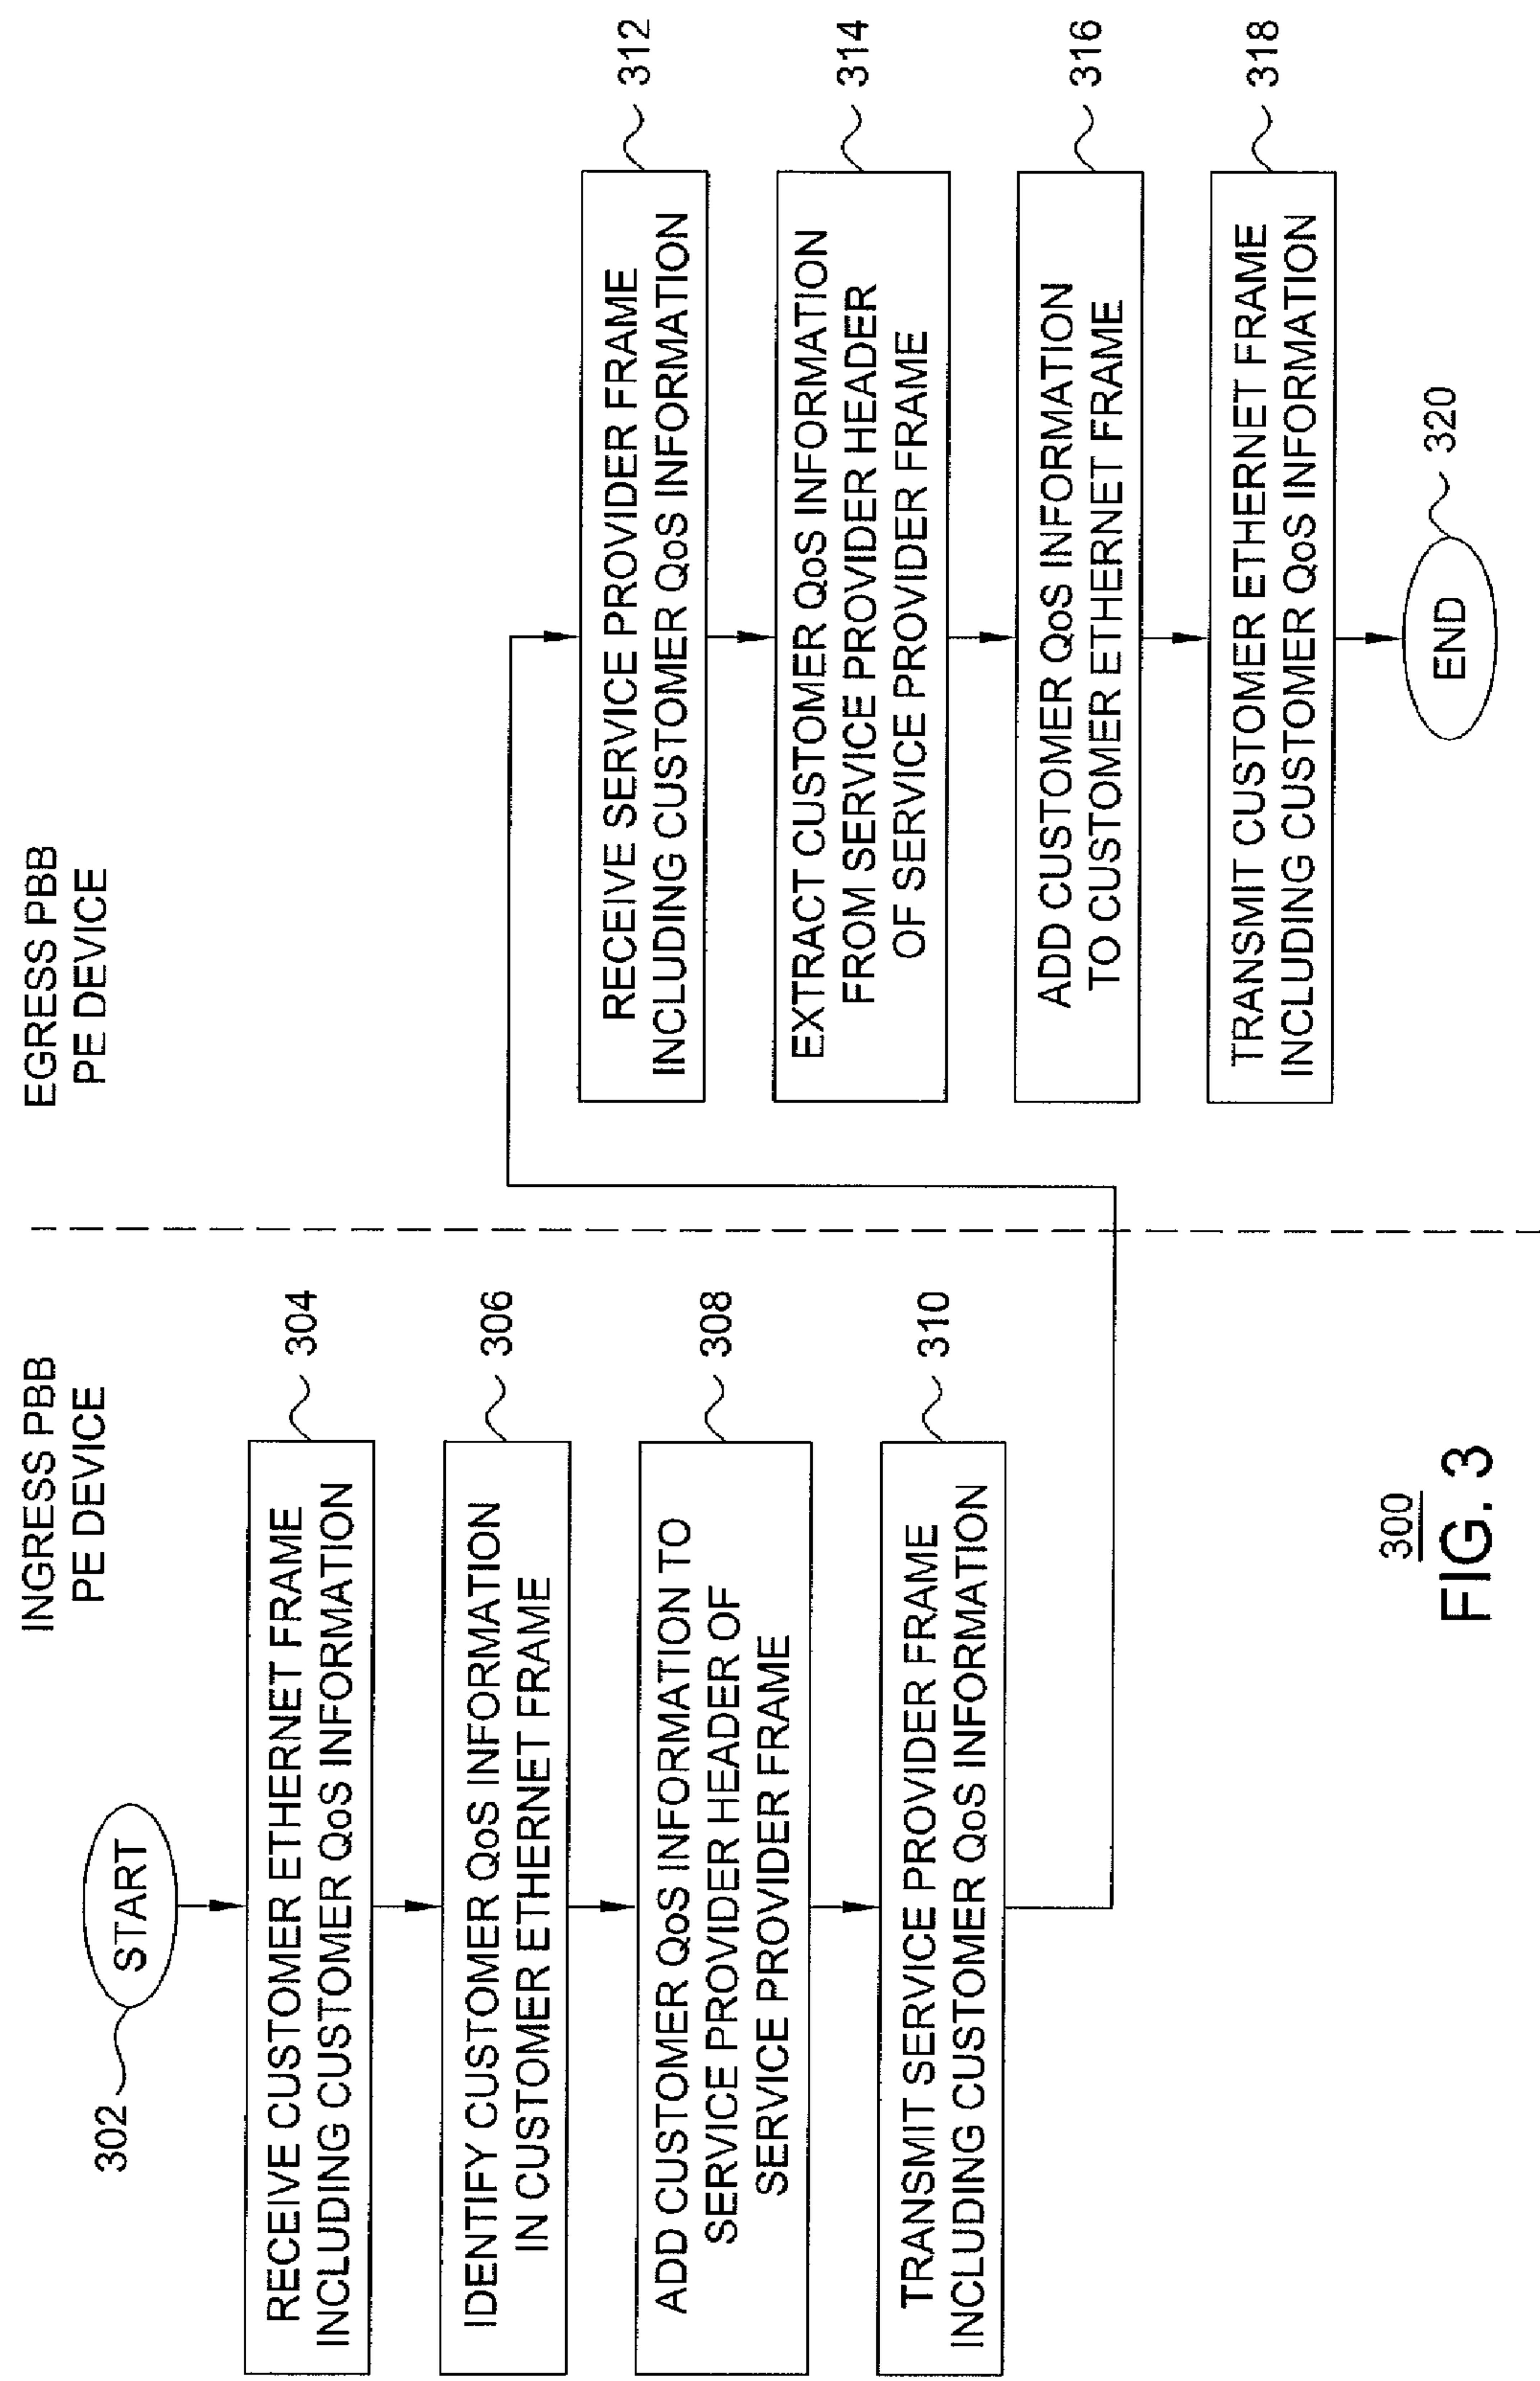 INGRESS PBB
PE DEVICE
302
START
RECEIVE CUSTOMER ETHERNET FRAME
INCLUDING CUSTOMER QoS INFORMATION
304
IDENTIFY CUSTOMER QoS INFORMATION
IN CUSTOMER ETHERNET FRAME
306
ADD CUSTOMER QoS INFORMATION TO
SERVICE PROVIDER HEADER OF
SERVICE PROVIDER FRAME
308
TRANSMIT SERVICE PROVIDER FRAME
INCLUDING CUSTOMER QoS INFORMATION
310
EGRESS PBB
PE DEVICE
RECEIVE SERVICE PROVIDER FRAME
INCLUDING CUSTOMER QoS INFORMATION
312
EXTRACT CUSTOMER QoS INFORMATION
FROM SERVICE PROVIDER HEADER
OF SERVICE PROVIDER FRAME
314
ADD CUSTOMER QoS INFORMATION
TO CUSTOMER ETHERNET FRAME
316
TRANSMIT CUSTOMER ETHERNET FRAME
INCLUDING CUSTOMER QoS INFORMATION
318
END
320
300
FIG. 3